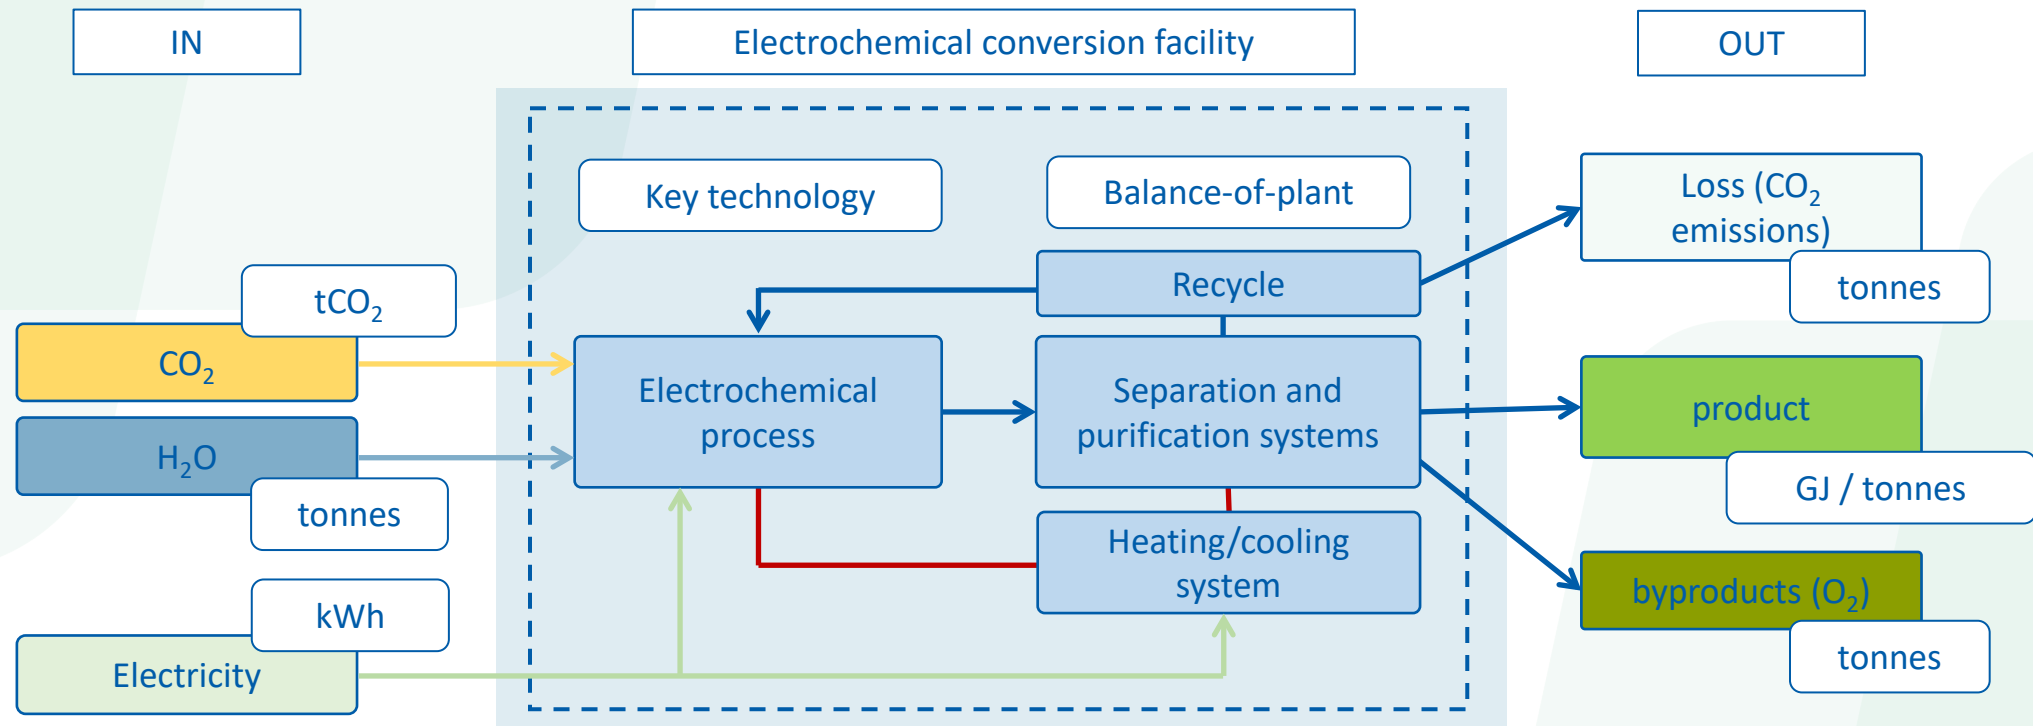 IN
Electrochemical conversion facility
OUT
Key technology
Balance-of-plant
Loss (CO₂
emissions)
tonnes
Recycle
tCO₂
CO₂
H₂O
tonnes
Electrochemical
process
Separation and
purification systems
product
GJ / tonnes
Heating/cooling
system
byproducts (O₂)
tonnes
kWh
Electricity